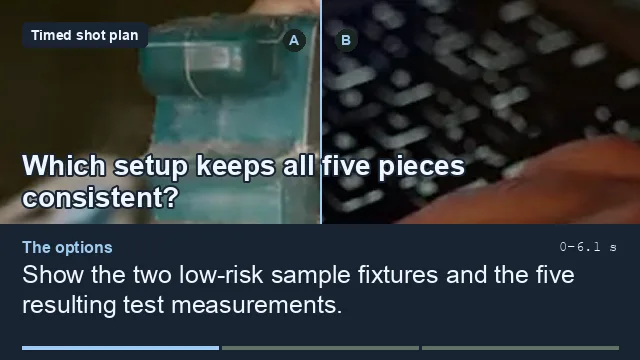 Timed shot plan
A
B
Which setup keeps all five pieces
consistent?
The options
0–6.1 s
Show the two low-risk sample fixtures and the five
resulting test measurements.